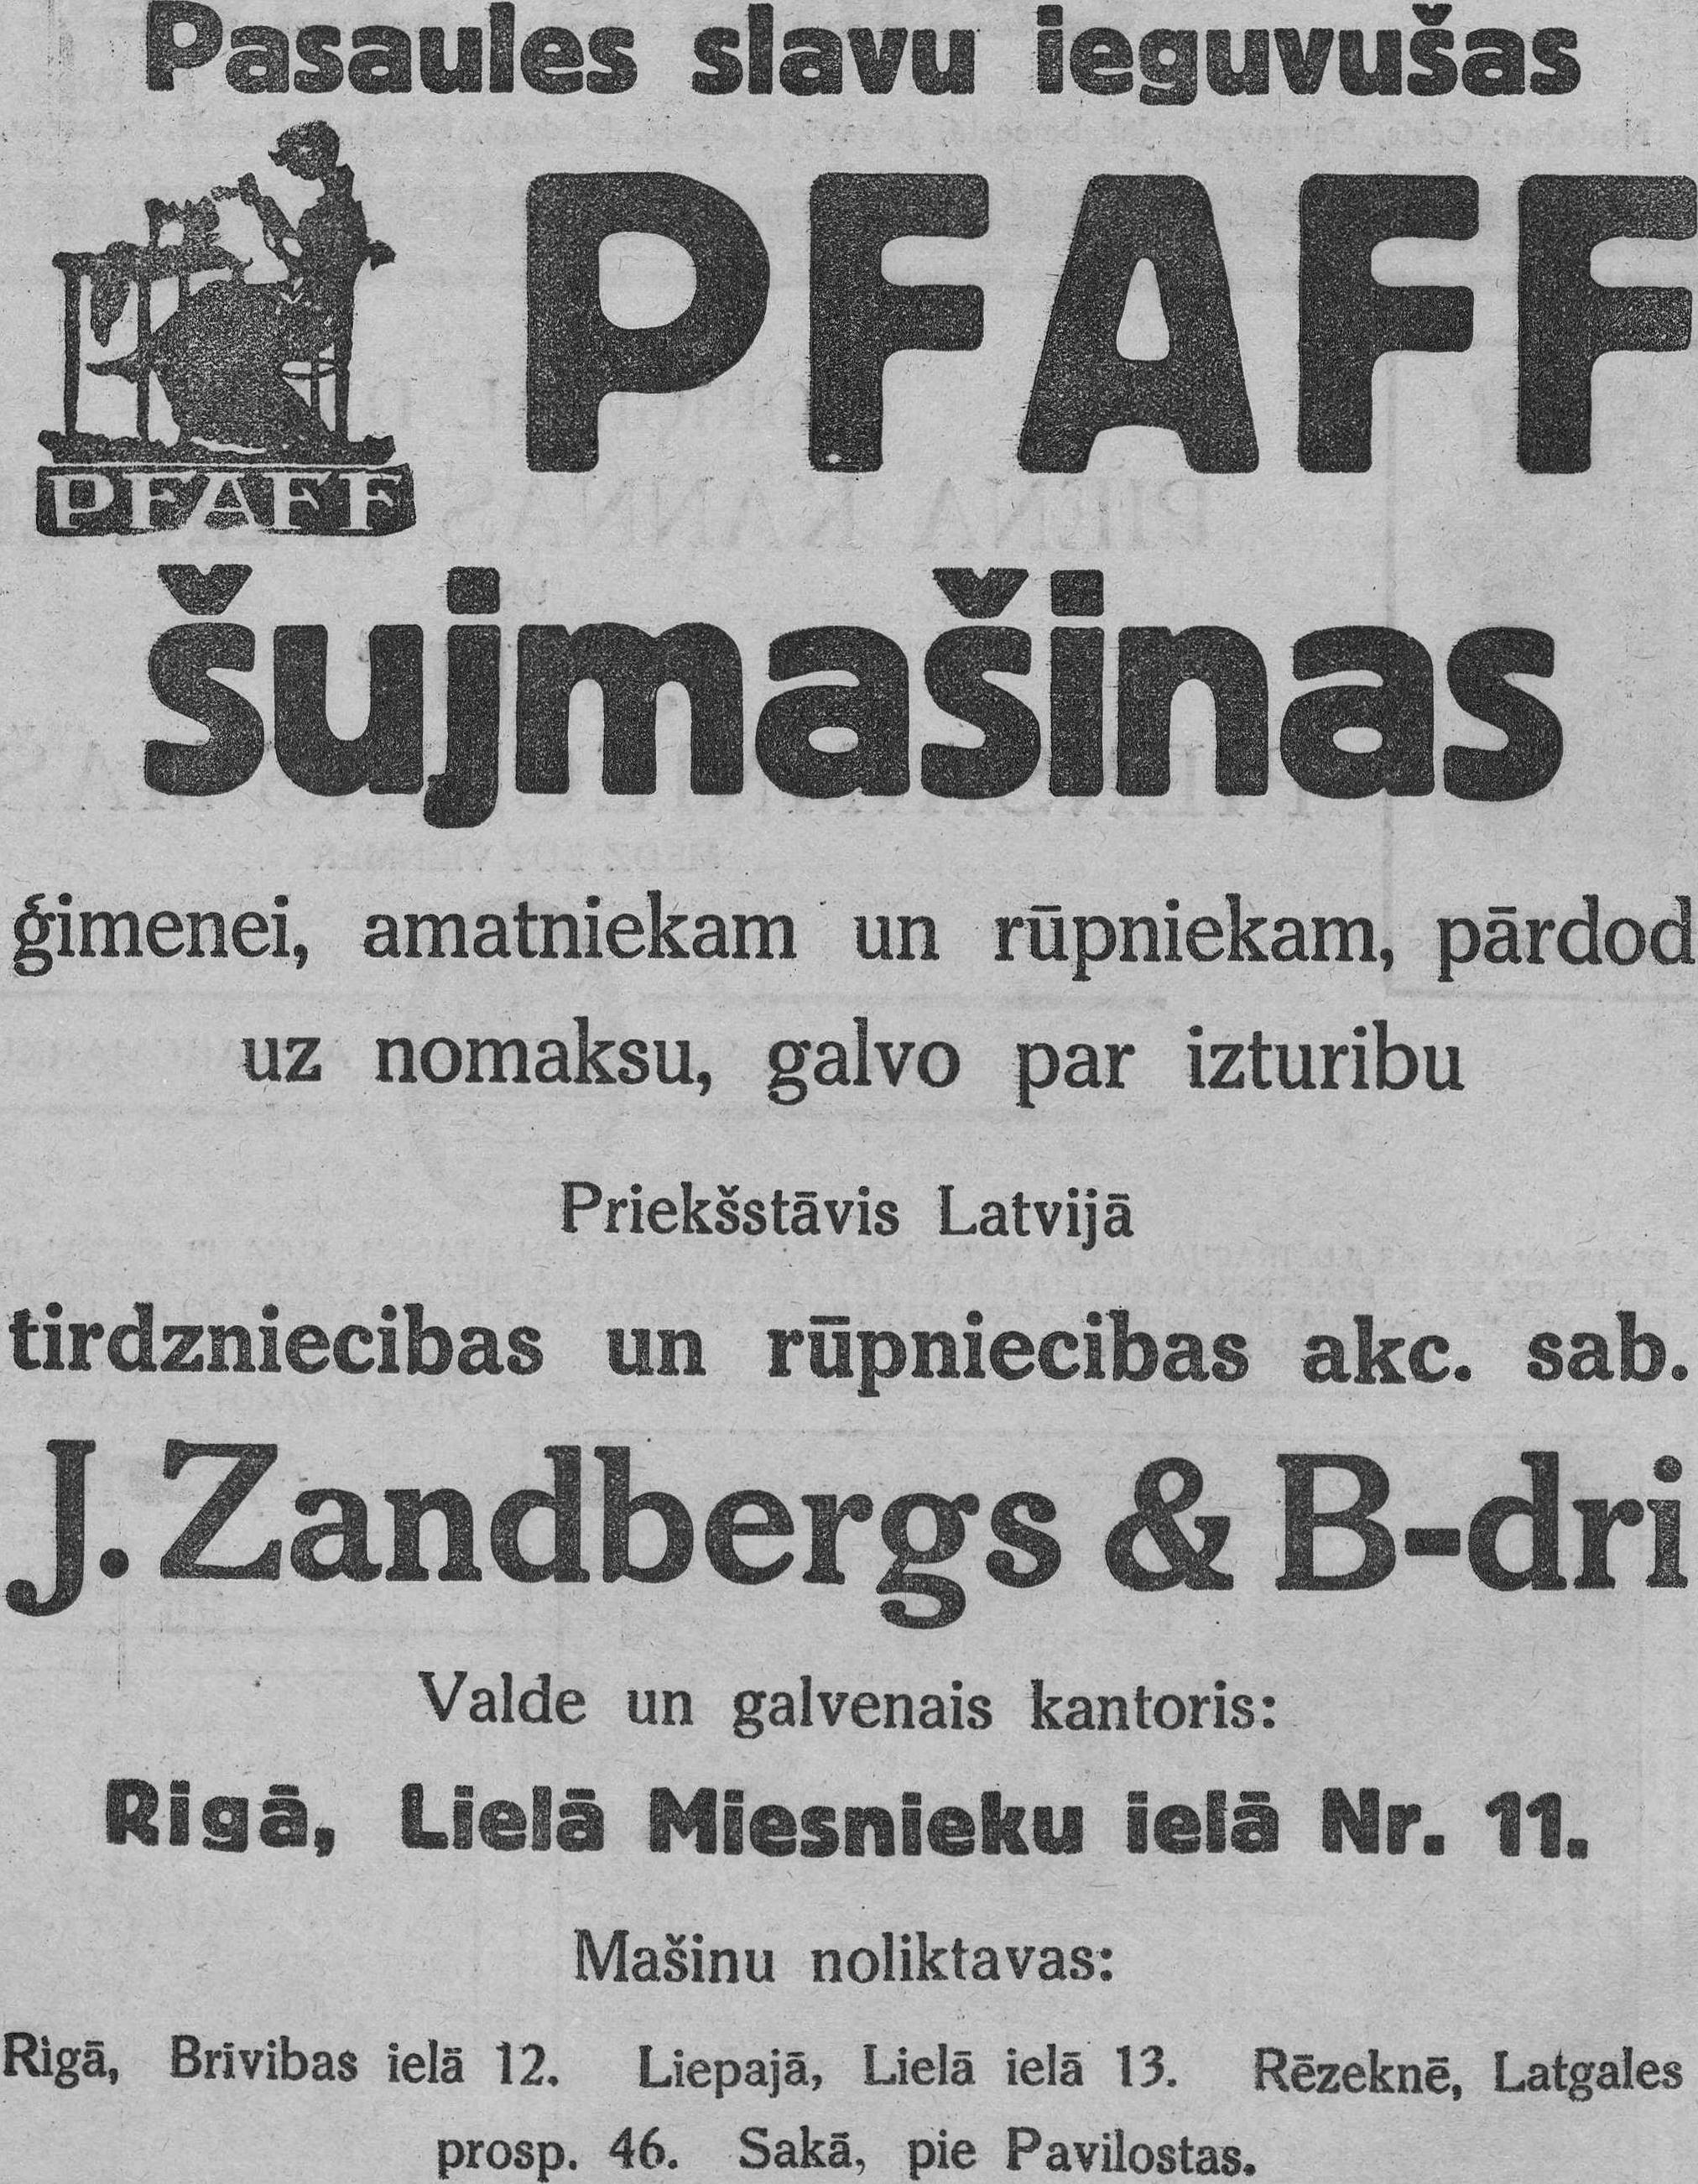 Pasaules slavu ieguvušas
PFAFF
PFAFF
šujmašinas
ģimenei, amatniekam un rūpniekam, pārdod
uz nomaksu, galvo par izturibu
Priekšstāvis Latvijā
tirdzniecibas un rūpniecibas akc. sab.
J. Zandbergs & B-dri
Valde un galvenais kantoris:
Rigā, Lielā Miesnieku ielā Nr. 11.
Mašinu noliktavas:
Rigā, Brivibas ielā 12. Liepajā, Lielā ielā 13. Rēzeknē, Latgales
prosp. 46. Sakā, pie Pavilostas.